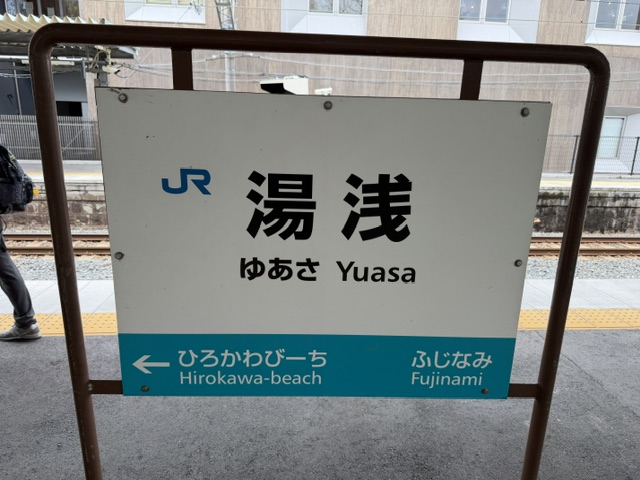 JR 湯浅
ゆあさ Yuasa
← ひろかわびーち ふじなみ
Hirokawa-beach Fujinami